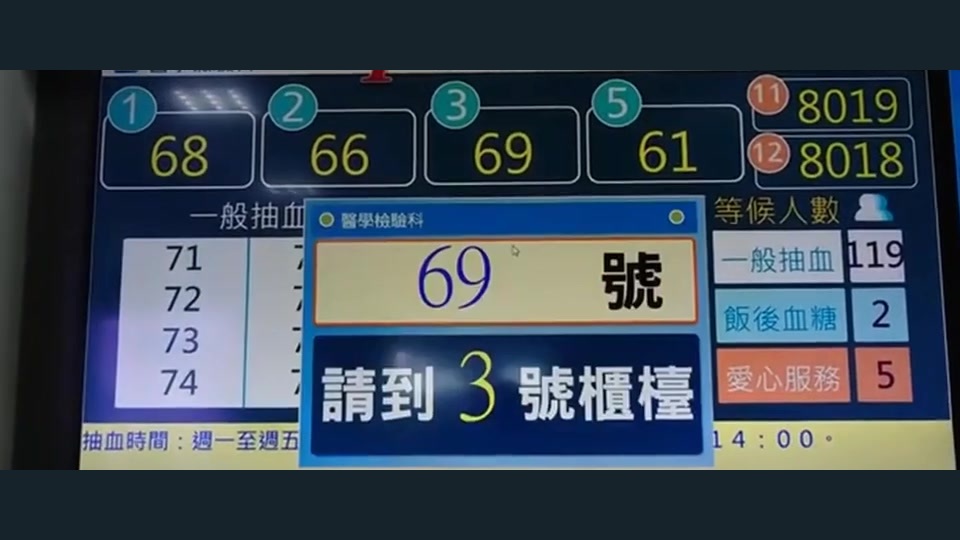 1 2 3 5 11 8019
68 66 69 61 12 8018
一般抽血
等候人數
醫學檢驗科
69 號
請到 3 號櫃檯
71
72
73
74
一般抽血 119
飯後血糖 2
愛心服務 5
抽血時間：週一至週五
14:00。